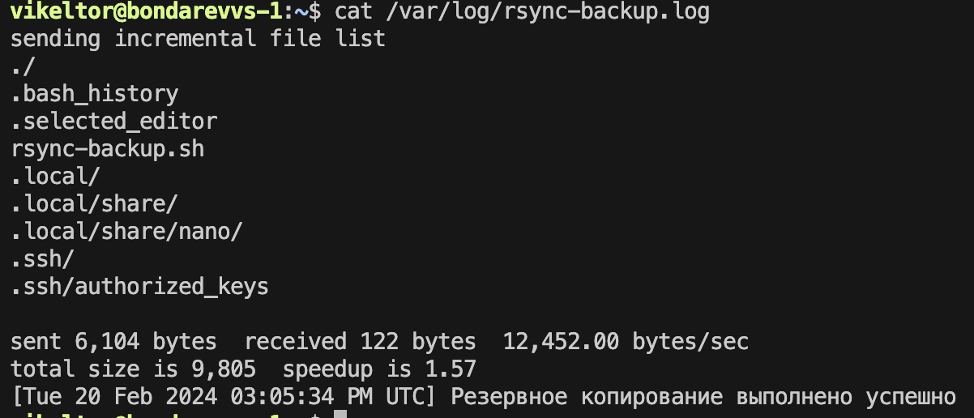 vikeltor@bondarevvs-1:~$ cat /var/log/rsync-backup.log
sending incremental file list
./
.bash_history
.selected_editor
rsync-backup.sh
.local/
.local/share/
.local/share/nano/
.ssh/
.ssh/authorized_keys
sent 6,104 bytes  received 122 bytes  12,452.00 bytes/sec
total size is 9,805  speedup is 1.57
[Tue 20 Feb 2024 03:05:34 PM UTC] Резервное копирование выполнено успешно
vikeltor@bondarevvs-1:~$